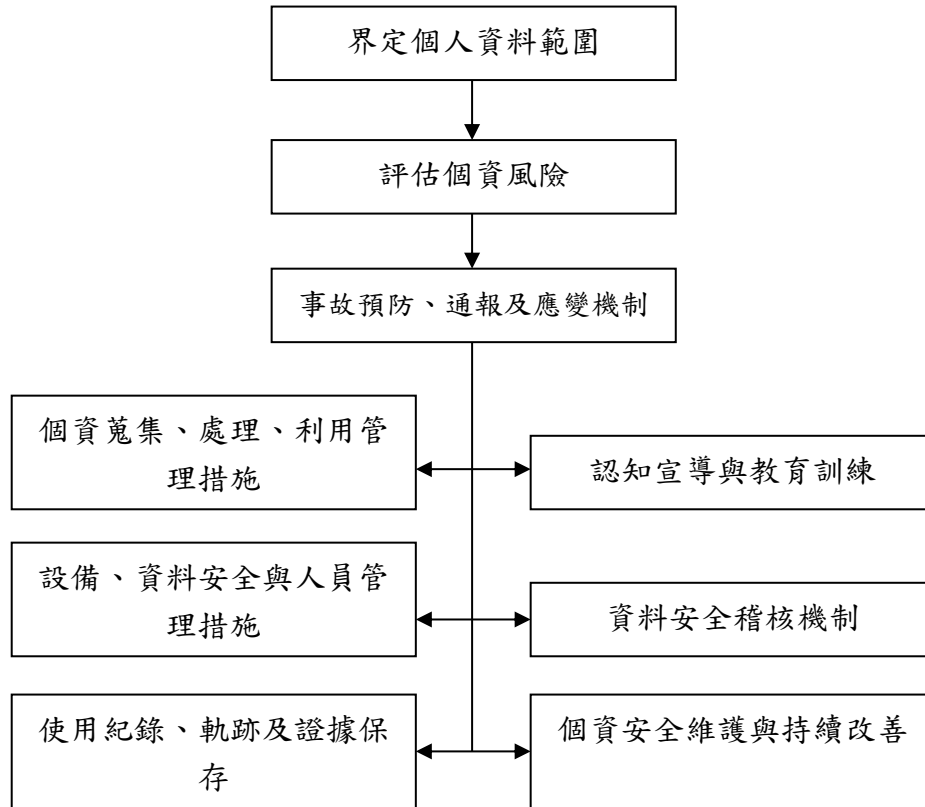 界定個人資料範圍
評估個資風險
事故預防、通報及應變機制
個資蒐集、處理、利用管
理措施
認知宣導與教育訓練
設備、資料安全與人員管
理措施
資料安全稽核機制
使用紀錄、軌跡及證據保
存
個資安全維護與持續改善